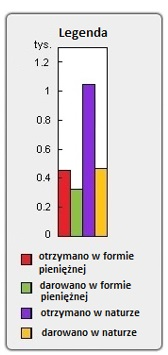 Legenda
tys.
1.2
1
0.8
0.6
0.4
0.2
0
otrzymano w formie
pieniężnej
darowano w formie
pieniężnej
otrzymano w naturze
darowano w naturze